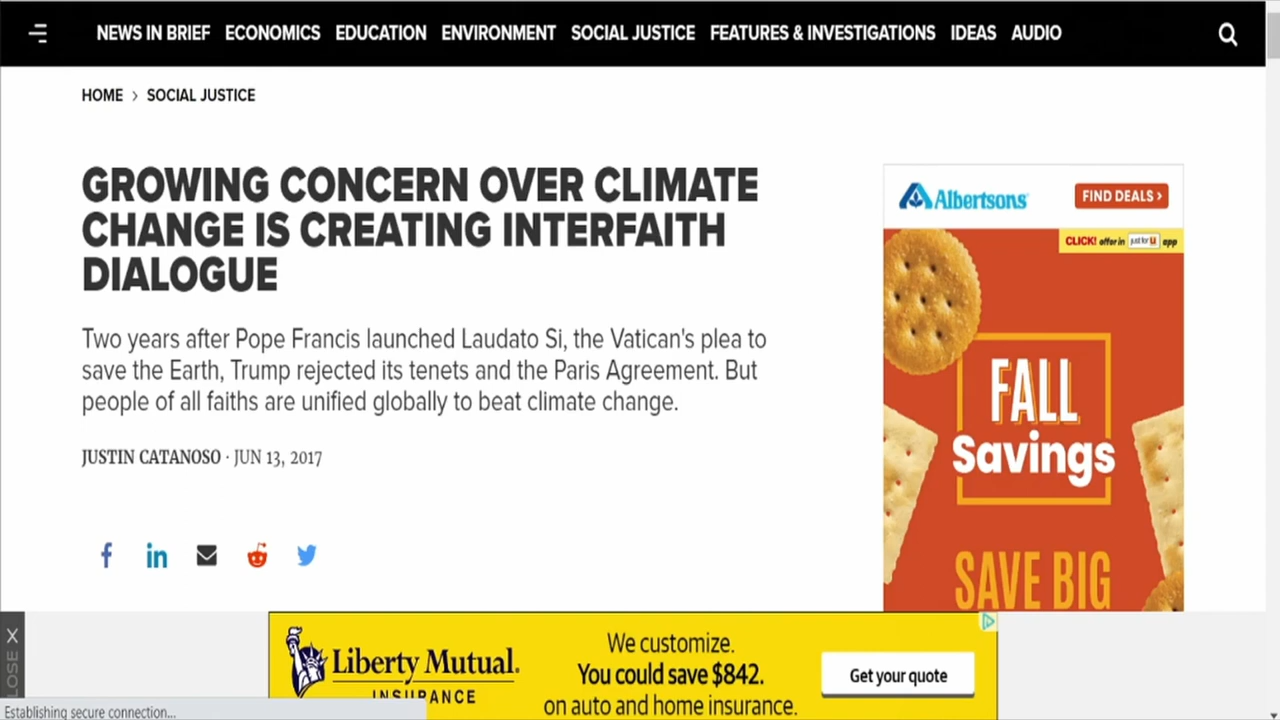 NEWS IN BRIEF ECONOMICS EDUCATION ENVIRONMENT SOCIAL JUSTICE FEATURES & INVESTIGATIONS IDEAS AUDIO
HOME > SOCIAL JUSTICE
GROWING CONCERN OVER CLIMATE
CHANGE IS CREATING INTERFAITH
DIALOGUE
Two years after Pope Francis launched Laudato Si, the Vatican's plea to
save the Earth, Trump rejected its tenets and the Paris Agreement. But
people of all faiths are unified globally to beat climate change.
JUSTIN CATANOSO · JUN 13, 2017
Albertsons
FIND DEALS >
CLICK! offer in just for U app
FALL
Savings
SAVE BIG
LOSE X
Liberty Mutual.
INSURANCE
We customize.
You could save $842.
on auto and home insurance.
Get your quote
Establishing secure connection...